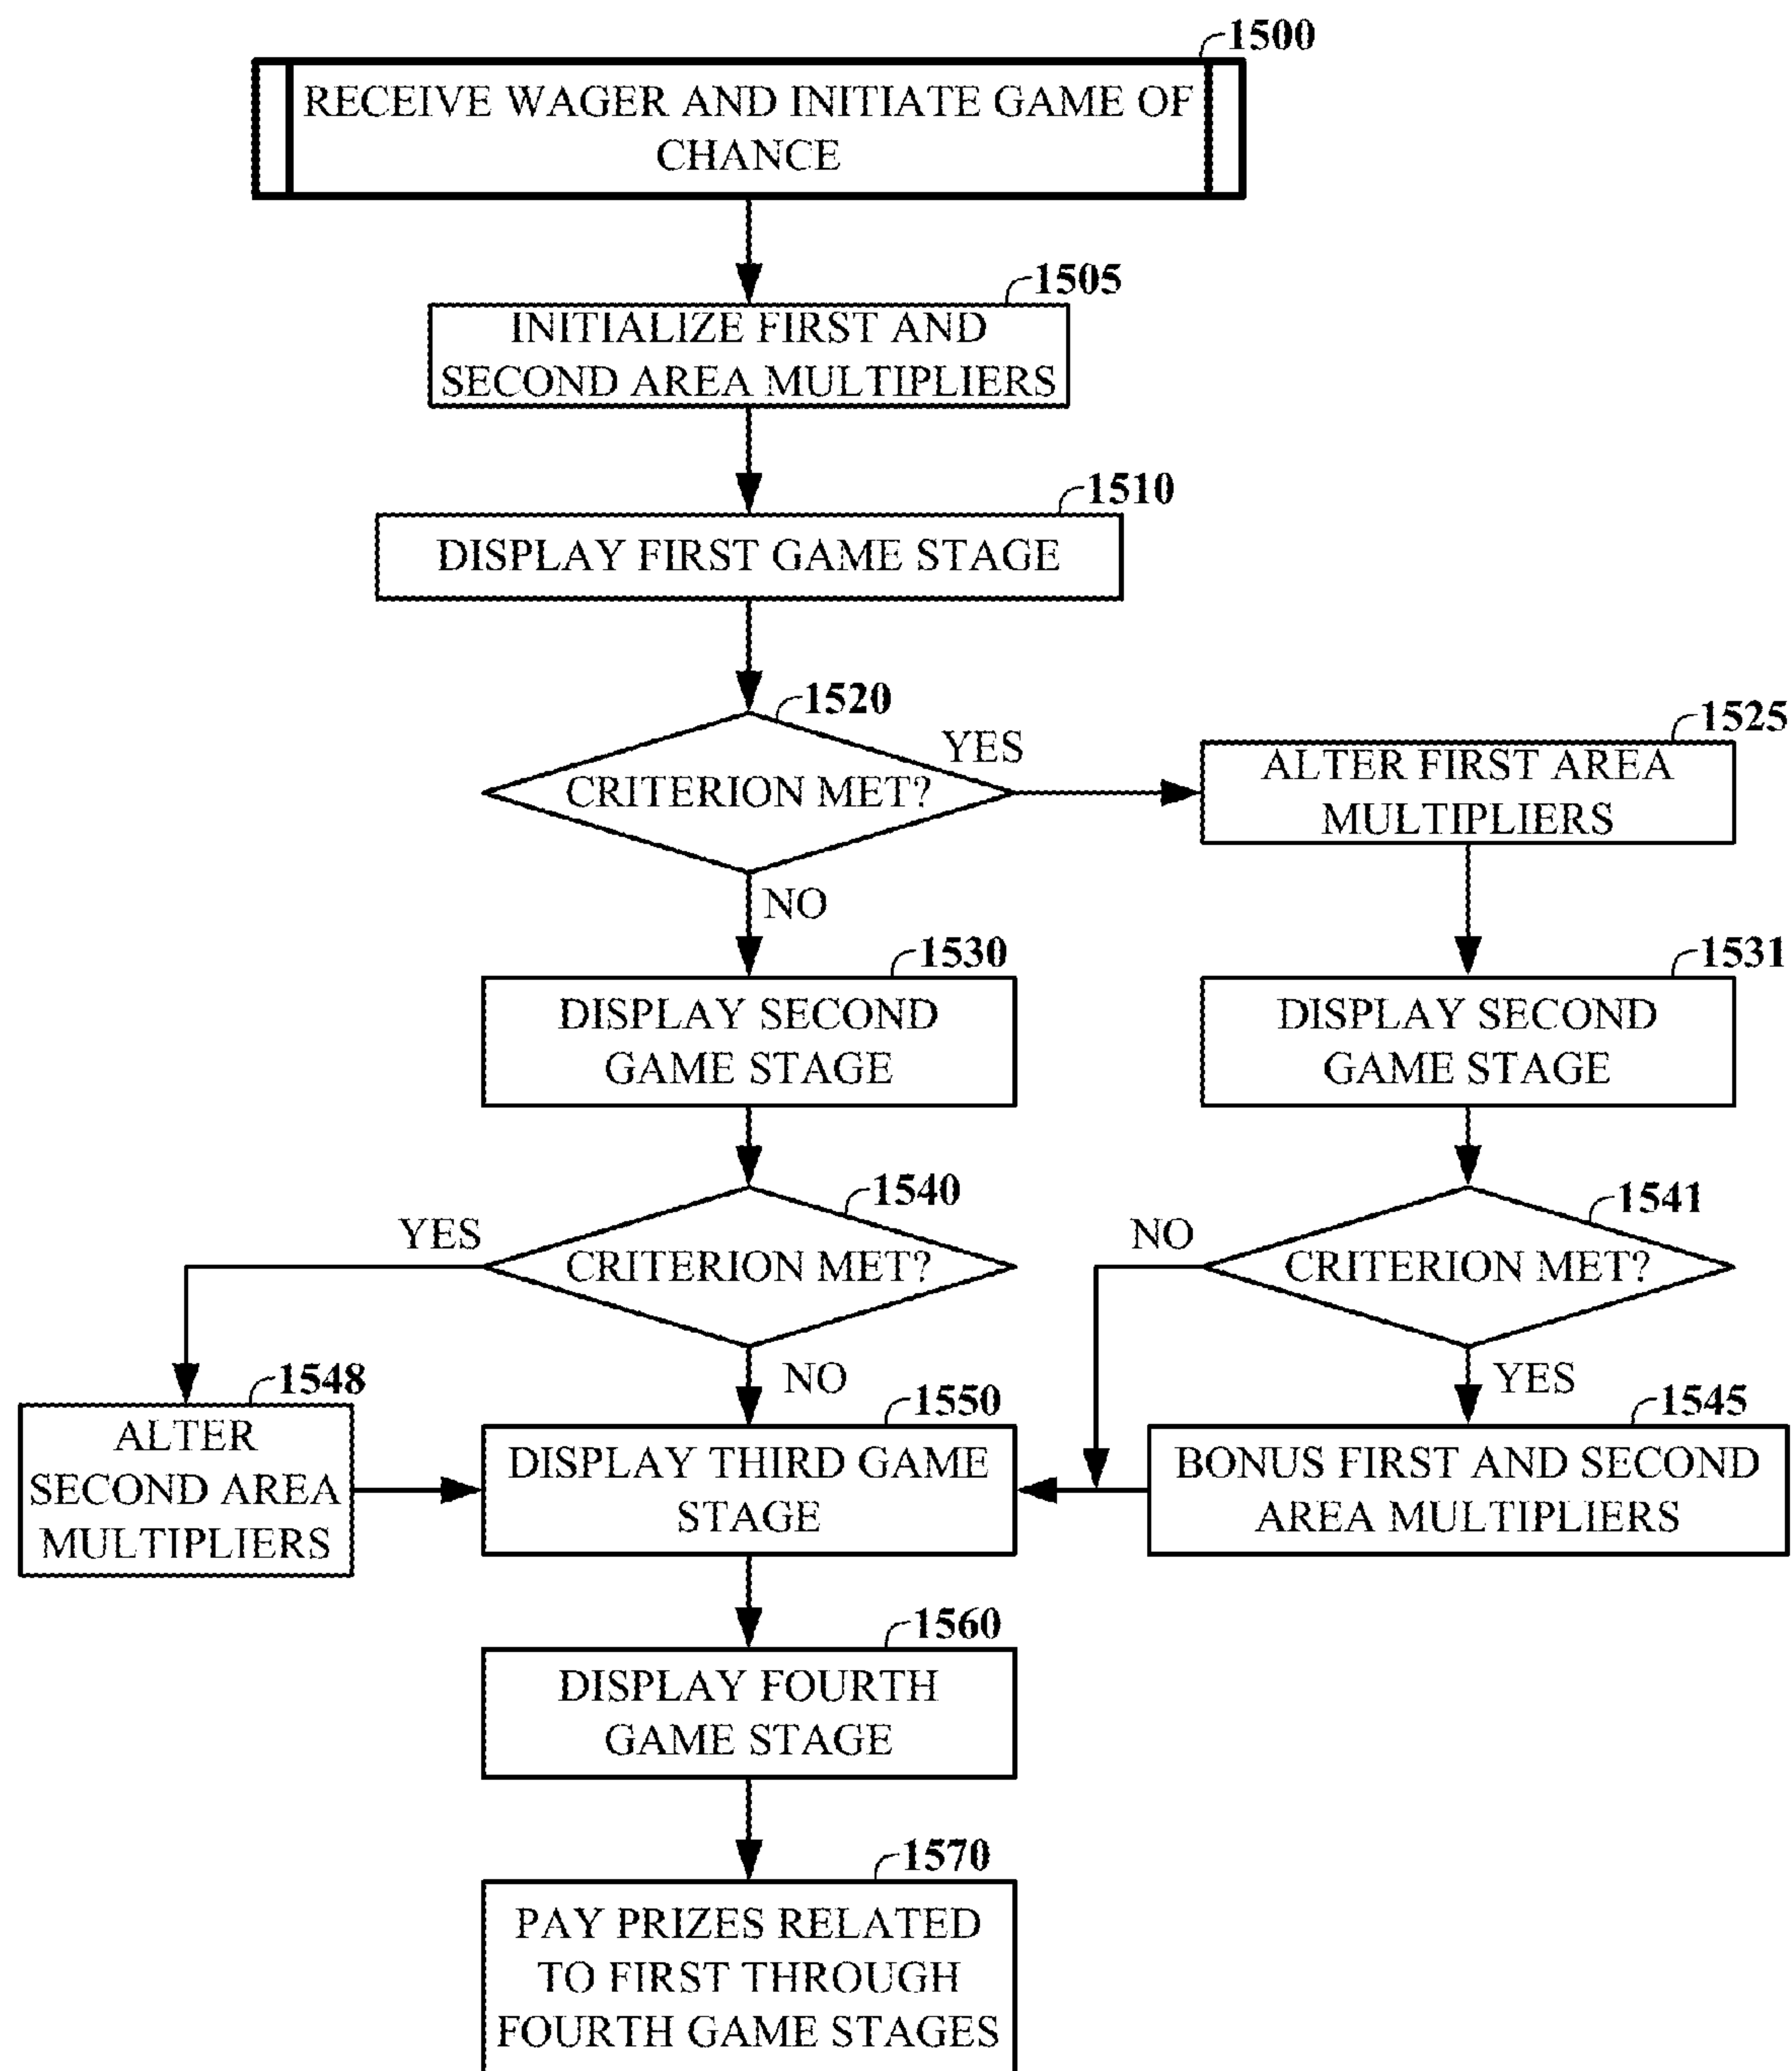 1500
RECEIVE WAGER AND INITIATE GAME OF
CHANCE
1505
INITIALIZE FIRST AND
SECOND AREA MULTIPLIERS
1510
DISPLAY FIRST GAME STAGE
1520
CRITERION MET?
YES
NO
1525
ALTER FIRST AREA
MULTIPLIERS
1530
DISPLAY SECOND
GAME STAGE
1531
DISPLAY SECOND
GAME STAGE
1540
CRITERION MET?
YES
NO
1541
CRITERION MET?
NO
YES
1548
ALTER
SECOND AREA
MULTIPLIERS
1550
DISPLAY THIRD GAME
STAGE
1545
BONUS FIRST AND SECOND
AREA MULTIPLIERS
1560
DISPLAY FOURTH
GAME STAGE
1570
PAY PRIZES RELATED
TO FIRST THROUGH
FOURTH GAME STAGES